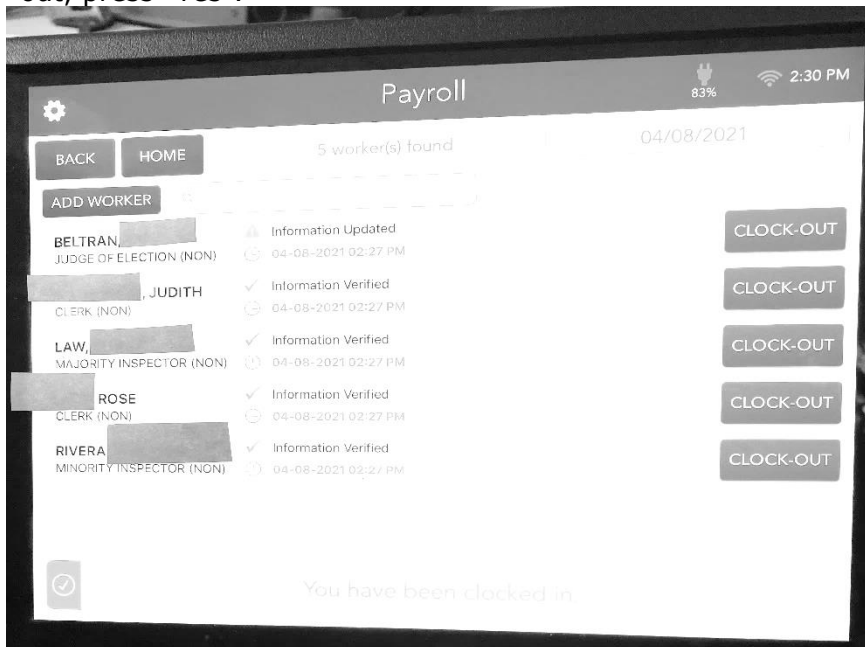 out, press "Yes".
Payroll
83%
2:30 PM
BACK
HOME
5 worker(s) found
04/08/2021
ADD WORKER
BELTRAN,
JUDGE OF ELECTION (NON)
Information Updated
04-08-2021 02:27 PM
CLOCK-OUT
, JUDITH
CLERK (NON)
Information Verified
04-08-2021 02:27 PM
CLOCK-OUT
LAW,
MAJORITY INSPECTOR (NON)
Information Verified
04-08-2021 02:27 PM
CLOCK-OUT
ROSE
CLERK (NON)
Information Verified
04-08-2021 02:27 PM
CLOCK-OUT
RIVERA
MINORITY INSPECTOR (NON)
Information Verified
04-08-2021 02:27 PM
CLOCK-OUT
You have been clocked in